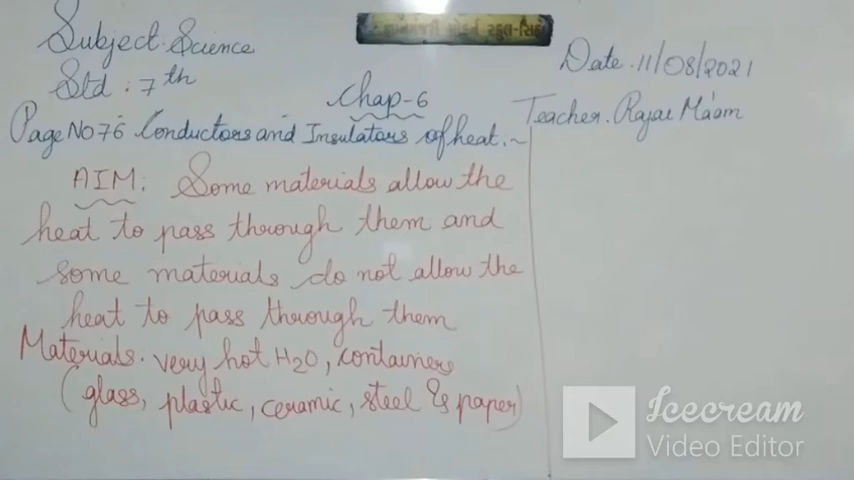 Subject. Science
મોડર્ન સ્કુલ-સિક્કા
Date. 11/08/2021
Std : 7th
Chap-6
Teacher. Rajal Ma'am
Page No 76 Conductors and Insulators of heat.~
AIM: Some materials allow the
heat to pass through them and
some materials do not allow the
heat to pass through them
Materials. very hot H2O, containers
(glass, plastic, ceramic, steel & paper)
Icecream
Video Editor